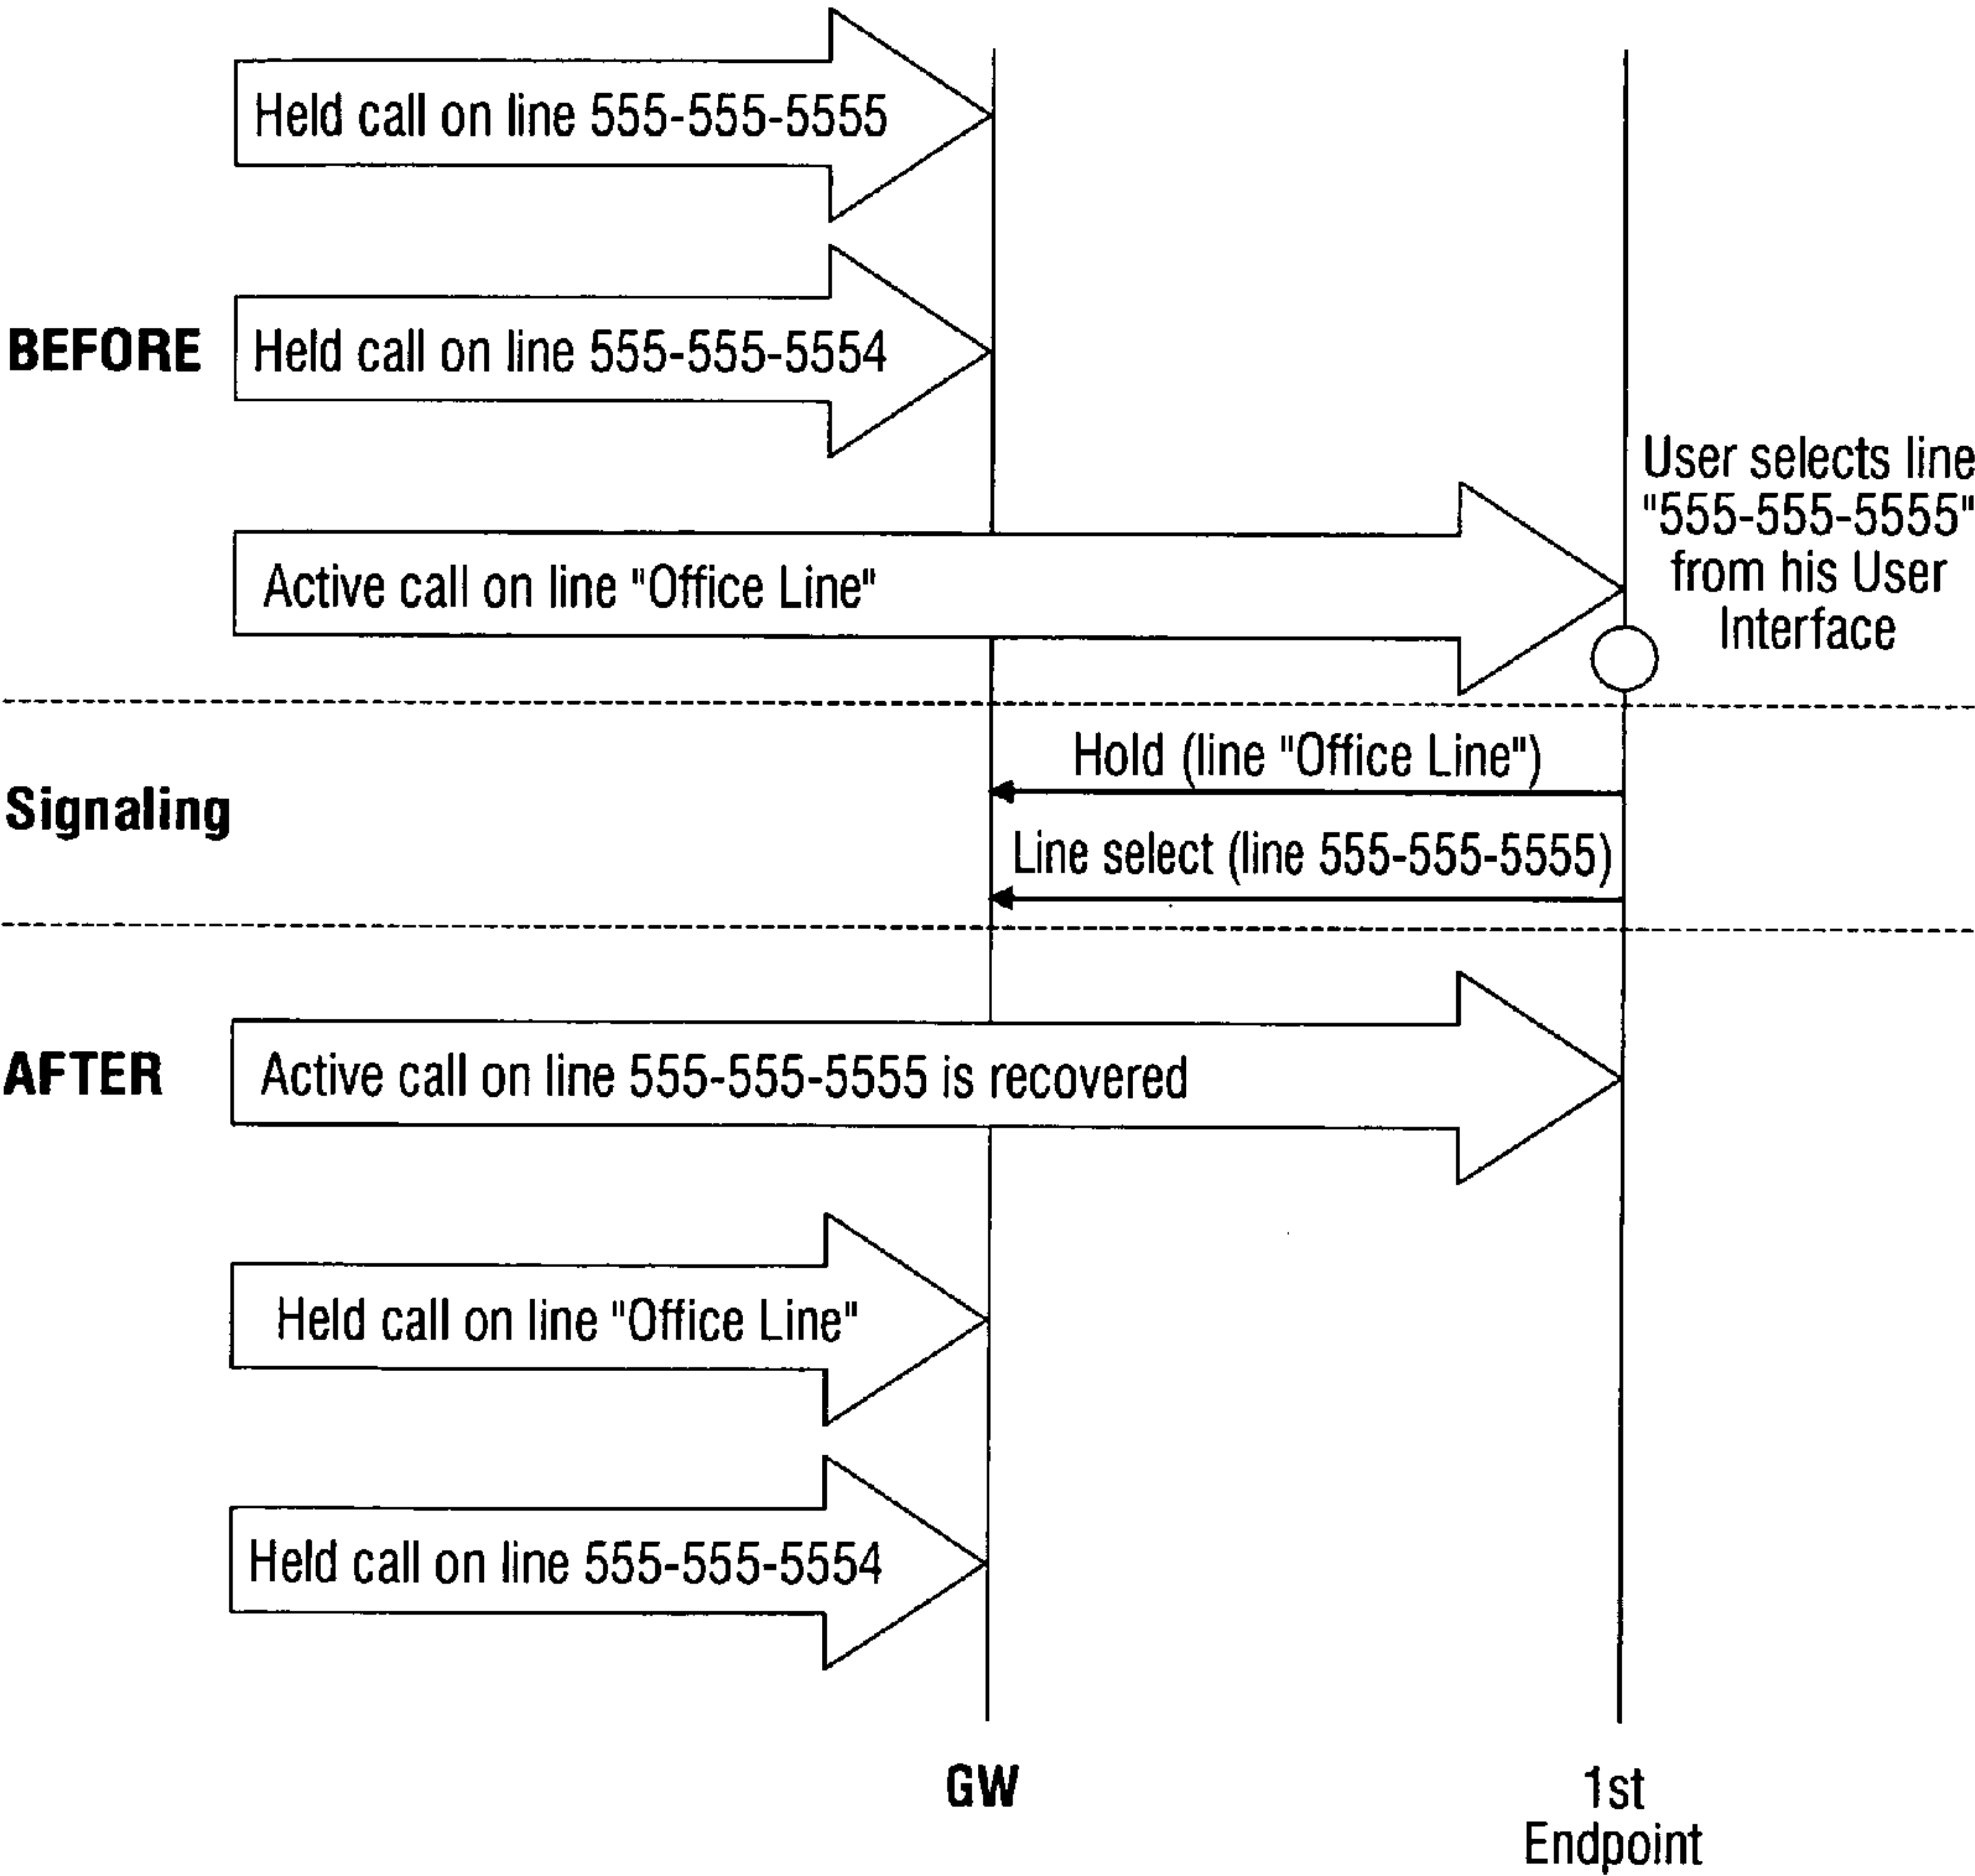 Held call on line 555-555-5555
BEFORE
Held call on line 555-555-5554
Active call on line "Office Line"
User selects line
"555-555-5555"
from his User
Interface
Signaling
Hold (line "Office Line")
Line select (line 555-555-5555)
AFTER
Active call on line 555-555-5555 is recovered
Held call on line "Office Line"
Held call on line 555-555-5554
GW
1st
Endpoint